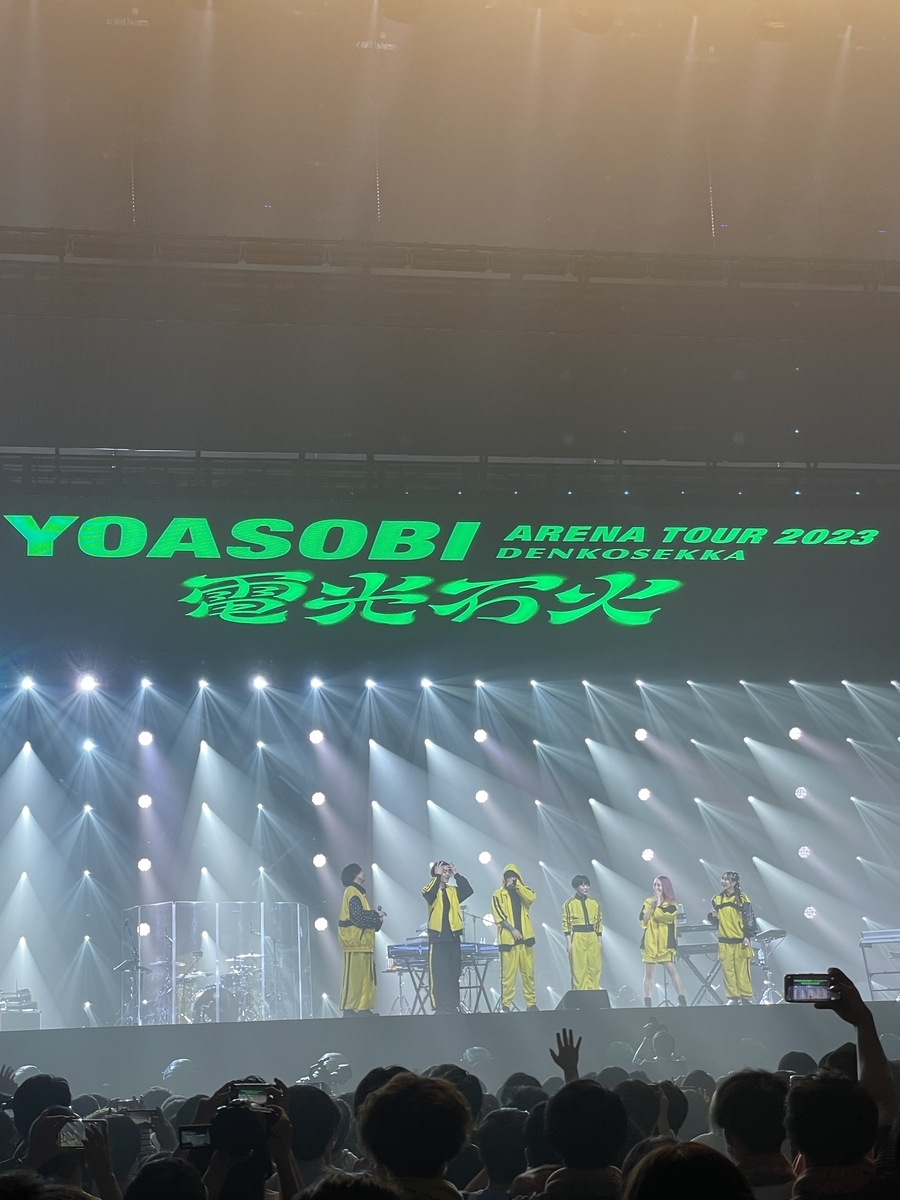 YOASOBI ARENA TOUR 2023
DENKOSEKKA
電光石火